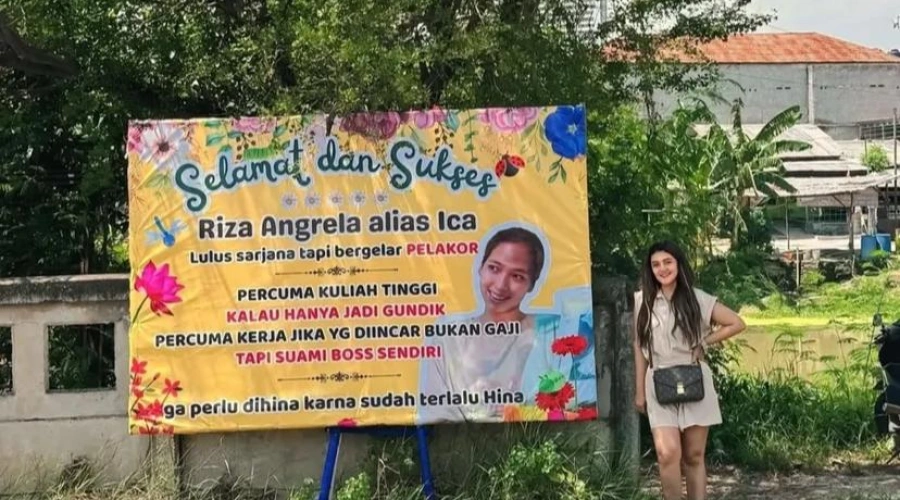 Selamat dan Sukses
Riza Angrela alias Ica
Lulus sarjana tapi bergelar PELAKOR
PERCUMA KULIAH TINGGI
KALAU HANYA JADI GUNDIK
PERCUMA KERJA JIKA YG DIINCAR BUKAN GAJI
TAPI SUAMI BOSS SENDIRI
ga perlu dihina karna sudah terlalu Hina